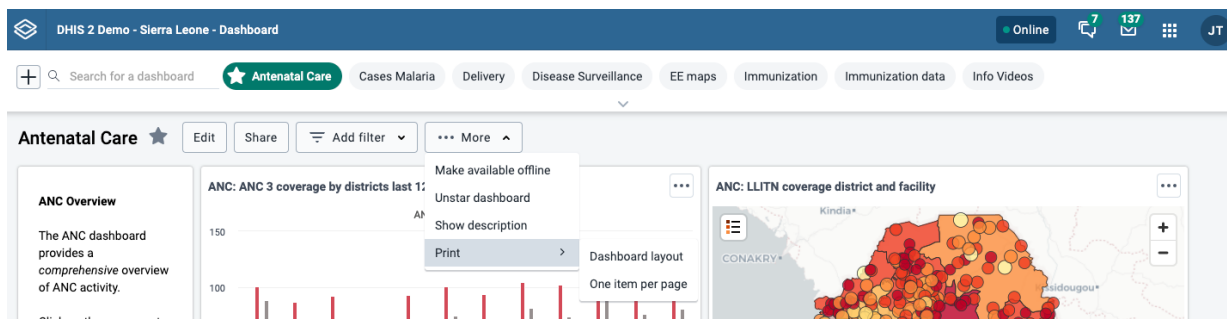 DHIS 2 Demo - Sierra Leone - Dashboard
Online
7
137
JT
Search for a dashboard
Antenatal Care
Cases Malaria
Delivery
Disease Surveillance
EE maps
Immunization
Immunization data
Info Videos
Antenatal Care
Edit
Share
Add filter
More
Make available offline
Unstar dashboard
Show description
Print
Dashboard layout
One item per page
ANC Overview
The ANC dashboard
provides a
comprehensive overview
of ANC activity.
ANC: ANC 3 coverage by districts last 12
150
100
ANC: LLITN coverage district and facility
Kindia
CONAKRY
+
−